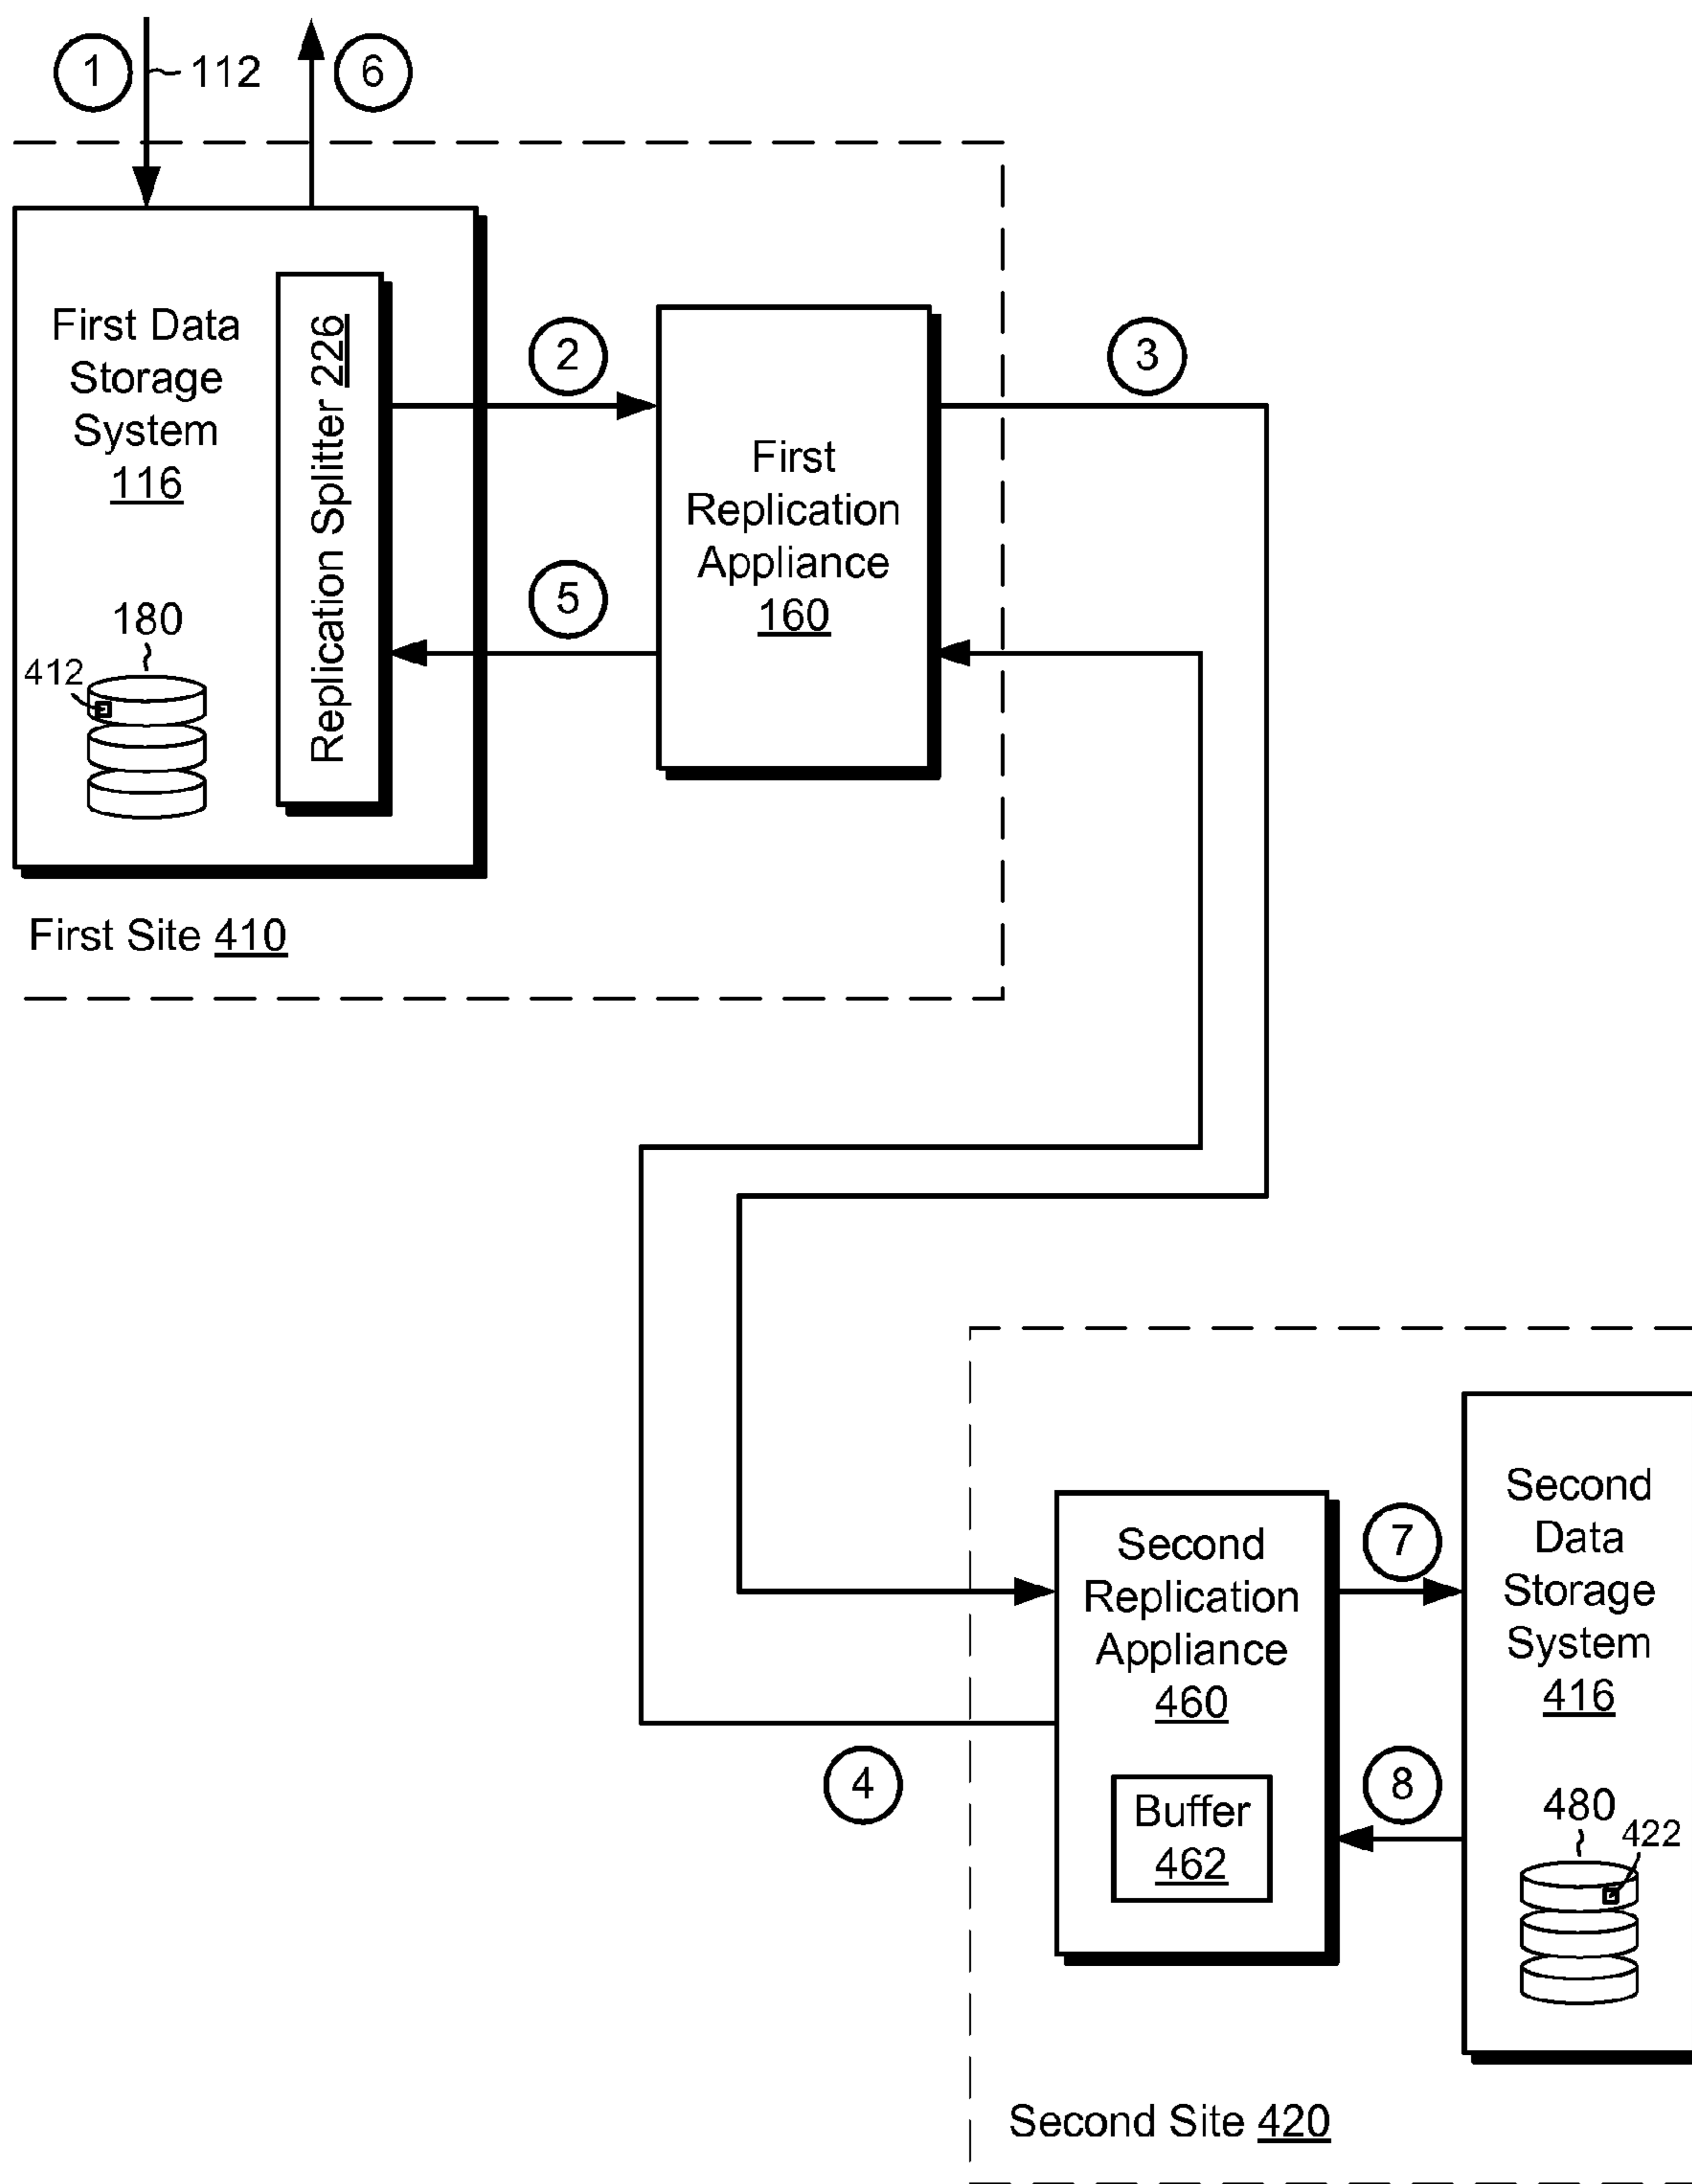 1
112
6
First Data
Storage
System
116
Replication Splitter 226
180
412
2
5
First
Replication
Appliance
160
3
First Site 410
4
Second
Replication
Appliance
460
Buffer
462
7
8
Second
Data
Storage
System
416
480
422
Second Site 420